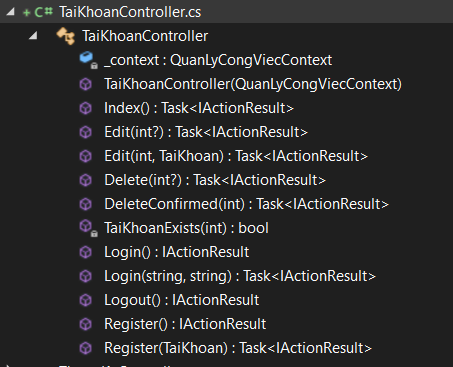 + C# TaiKhoanController.cs
TaiKhoanController
_context : QuanLyCongViecContext
TaiKhoanController(QuanLyCongViecContext)
Index() : Task<IActionResult>
Edit(int?) : Task<IActionResult>
Edit(int, TaiKhoan) : Task<IActionResult>
Delete(int?) : Task<IActionResult>
DeleteConfirmed(int) : Task<IActionResult>
TaiKhoanExists(int) : bool
Login() : IActionResult
Login(string, string) : Task<IActionResult>
Logout() : IActionResult
Register() : IActionResult
Register(TaiKhoan) : Task<IActionResult>